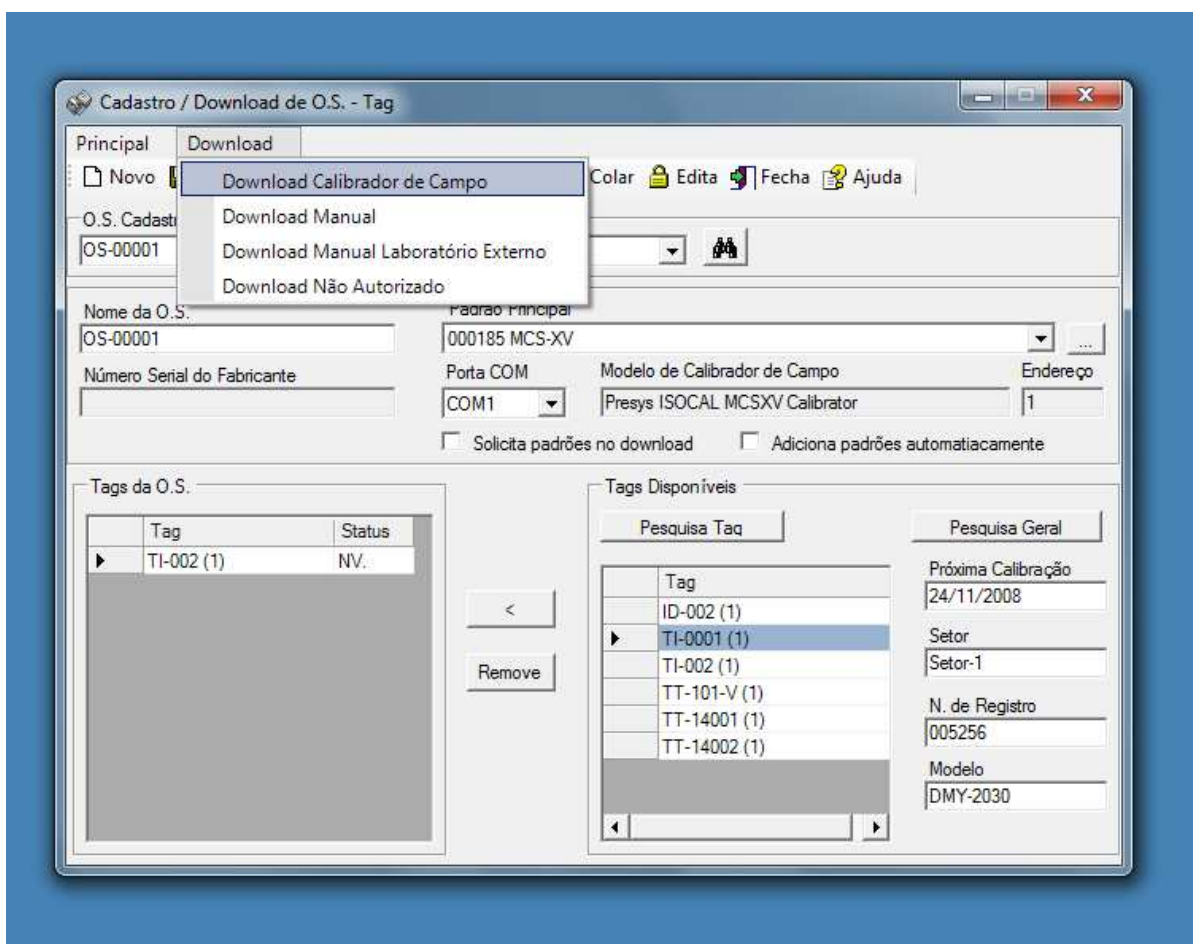 Cadastro / Download de O.S. - Tag
Principal Download
Novo Colar Edita Fecha Ajuda
Download Calibrador de Campo
Download Manual
Download Manual Laboratório Externo
Download Não Autorizado
O.S. Cadast
OS-00001
Nome da O.S. Padrão Principal
OS-00001 000185 MCS-XV ...
Número Serial do Fabricante Porta COM Modelo de Calibrador de Campo Endereço
COM1 Presys ISOCAL MCSXV Calibrator 1
Solicita padrões no download Adiciona padrões automatiacamente
Tags da O.S. Tags Disponíveis
Pesquisa Tag Pesquisa Geral
Tag Status
TI-002 (1) NV.
<
Remove
Tag
ID-002 (1)
TI-0001 (1)
TI-002 (1)
TT-101-V (1)
TT-14001 (1)
TT-14002 (1)
Próxima Calibração
24/11/2008
Setor
Setor-1
N. de Registro
005256
Modelo
DMY-2030